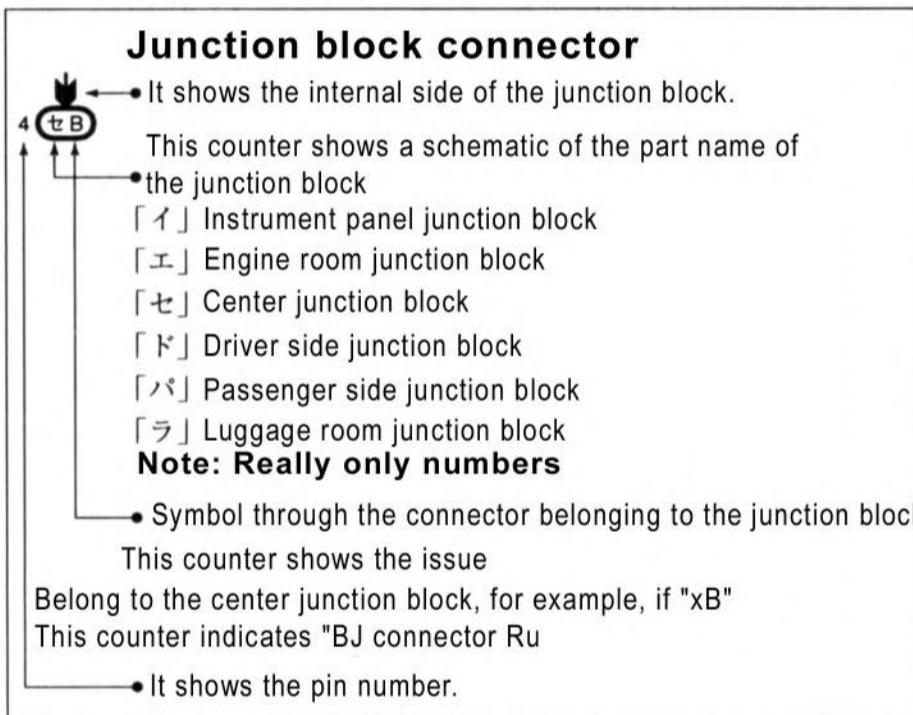 Junction block connector
It shows the internal side of the junction block.
4 セB
This counter shows a schematic of the part name of
the junction block
「イ」 Instrument panel junction block
「エ」 Engine room junction block
「セ」 Center junction block
「ド」 Driver side junction block
「パ」 Passenger side junction block
「ラ」 Luggage room junction block
Note: Really only numbers
Symbol through the connector belonging to the junction bloc
This counter shows the issue
Belong to the center junction block, for example, if "xB"
This counter indicates "BJ connector Ru
It shows the pin number.